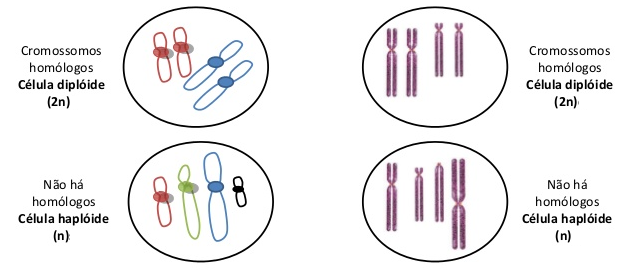 Cromossomos
homólogos
Célula diplóide
(2n)
Cromossomos
homólogos
Célula diplóide
(2n)
Não há
homólogos
Célula haplóide
(n)
Não há
homólogos
Célula haplóide
(n)